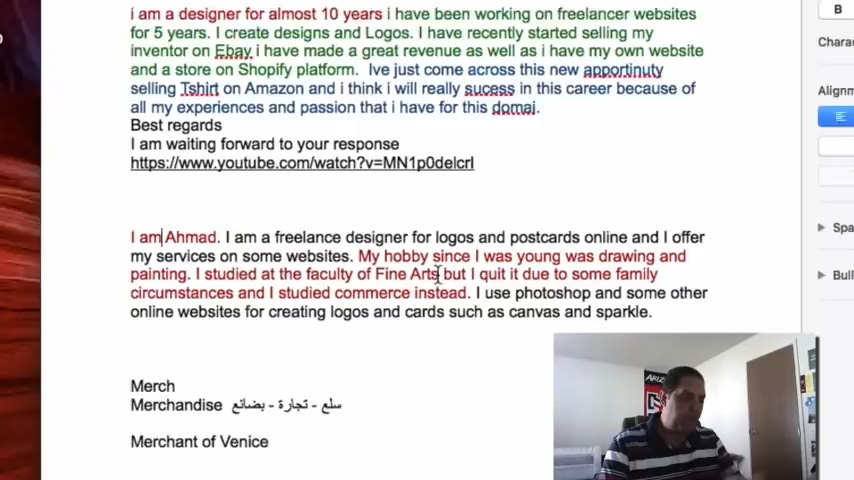 i am a designer for almost 10 years i have been working on freelancer websites
for 5 years. I create designs and Logos. I have recently started selling my
inventor on Ebay i have made a great revenue as well as i have my own website
and a store on Shopify platform.  Ive just come across this new apportinuty
selling Tshirt on Amazon and i think i will really sucess in this career because of
all my experiences and passion that i have for this domai.
Best regards
I am waiting forward to your response
https://www.youtube.com/watch?v=MN1p0delcrI
I am Ahmad. I am a freelance designer for logos and postcards online and I offer
my services on some websites. My hobby since I was young was drawing and
painting. I studied at the faculty of Fine Arts but I quit it due to some family
circumstances and I studied commerce instead. I use photoshop and some other
online websites for creating logos and cards such as canvas and sparkle.
Merch
Merchandise سلع - تجارة - بضائع
Merchant of Venice
B
Chara
Alignm
Spa
Bull
ARIZ